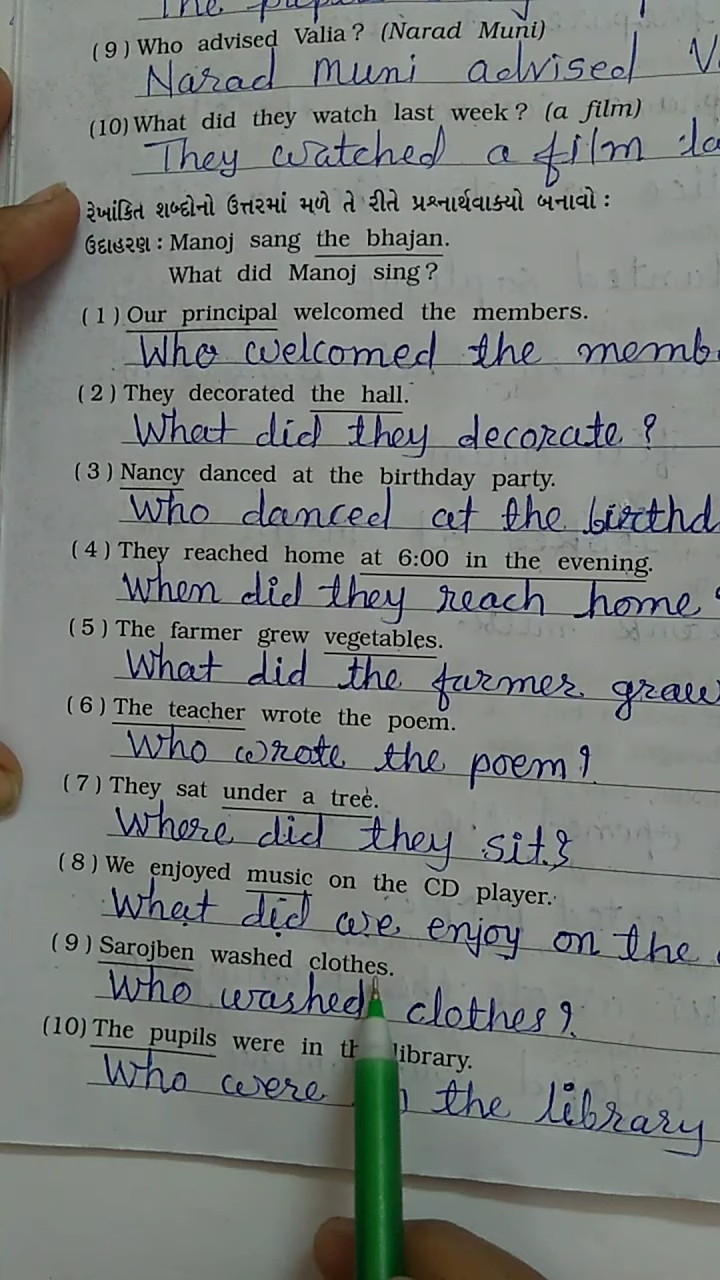 The prep
(9) Who advised Valia? (Narad Muni)
Narad muni advised V
(10) What did they watch last week? (a film)
They watched a film la
રેખાંકિત શબ્દોનો ઉત્તરમાં મળે તે રીતે પ્રશ્નાર્થવાક્યો બનાવો :
ઉદાહરણ : Manoj sang the bhajan.
What did Manoj sing?
(1) Our principal welcomed the members.
Who welcomed the memb
(2) They decorated the hall.
What did they decorate?
(3) Nancy danced at the birthday party.
Who danced at the birthd
(4) They reached home at 6:00 in the evening.
When did they reach home?
(5) The farmer grew vegetables.
What did the farmer grow
(6) The teacher wrote the poem.
Who wrote the poem?
(7) They sat under a tree.
Where did they sit?
(8) We enjoyed music on the CD player.
What did we enjoy on the
(9) Sarojben washed clothes.
Who washed clothes?
(10) The pupils were in library.
Who were the library